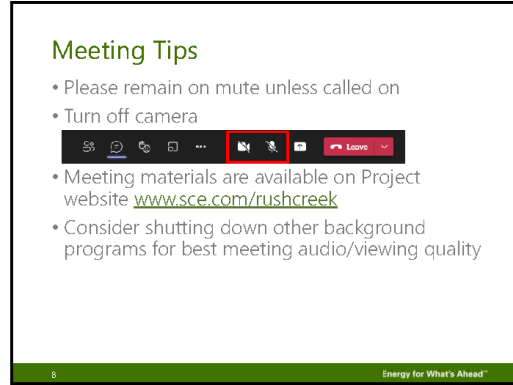 Meeting Tips
• Please remain on mute unless called on
• Turn off camera
Leave
• Meeting materials are available on Project
website www.sce.com/rushcreek
• Consider shutting down other background
programs for best meeting audio/viewing quality
8
Energy for What's Ahead™